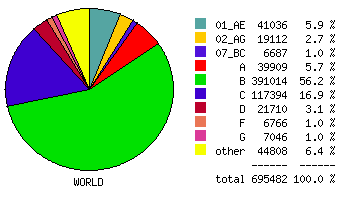 01_AE 41036 5.9 %
02_AG 19112 2.7 %
07_BC 6687 1.0 %
A 39909 5.7 %
B 391014 56.2 %
C 117394 16.9 %
D 21710 3.1 %
F 6766 1.0 %
G 7046 1.0 %
other 44808 6.4 %
------ ------
total 695482 100.0 %
WORLD